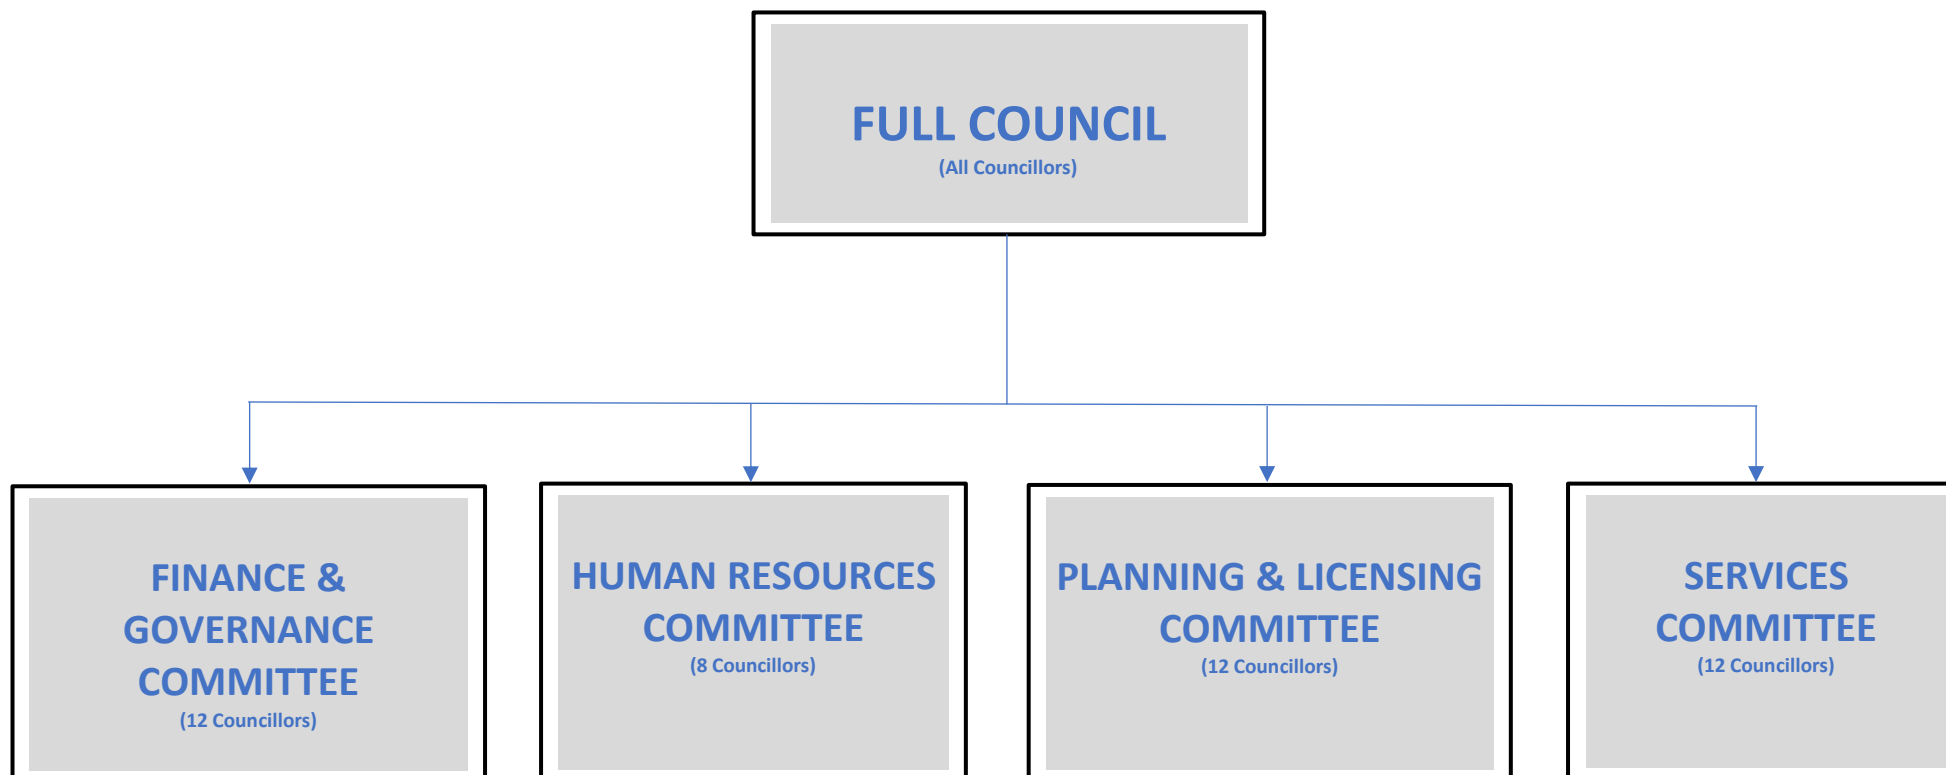 FULL COUNCIL
(All Councillors)
FINANCE &
GOVERNANCE
COMMITTEE
(12 Councillors)
HUMAN RESOURCES
COMMITTEE
(8 Councillors)
PLANNING & LICENSING
COMMITTEE
(12 Councillors)
SERVICES
COMMITTEE
(12 Councillors)